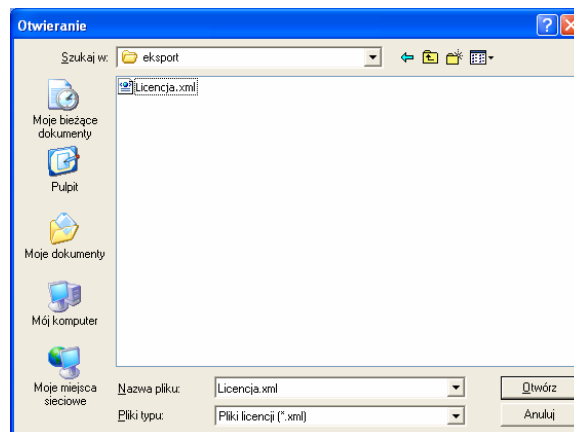 Otwieranie
Szukaj w: eksport
Licencja.xml
Moje bieżące
dokumenty
Pulpit
Moje dokumenty
Mój komputer
Moje miejsca
sieciowe
Nazwa pliku: Licencja.xml Otwórz
Pliki typu: Pliki licencji (*.xml) Anuluj